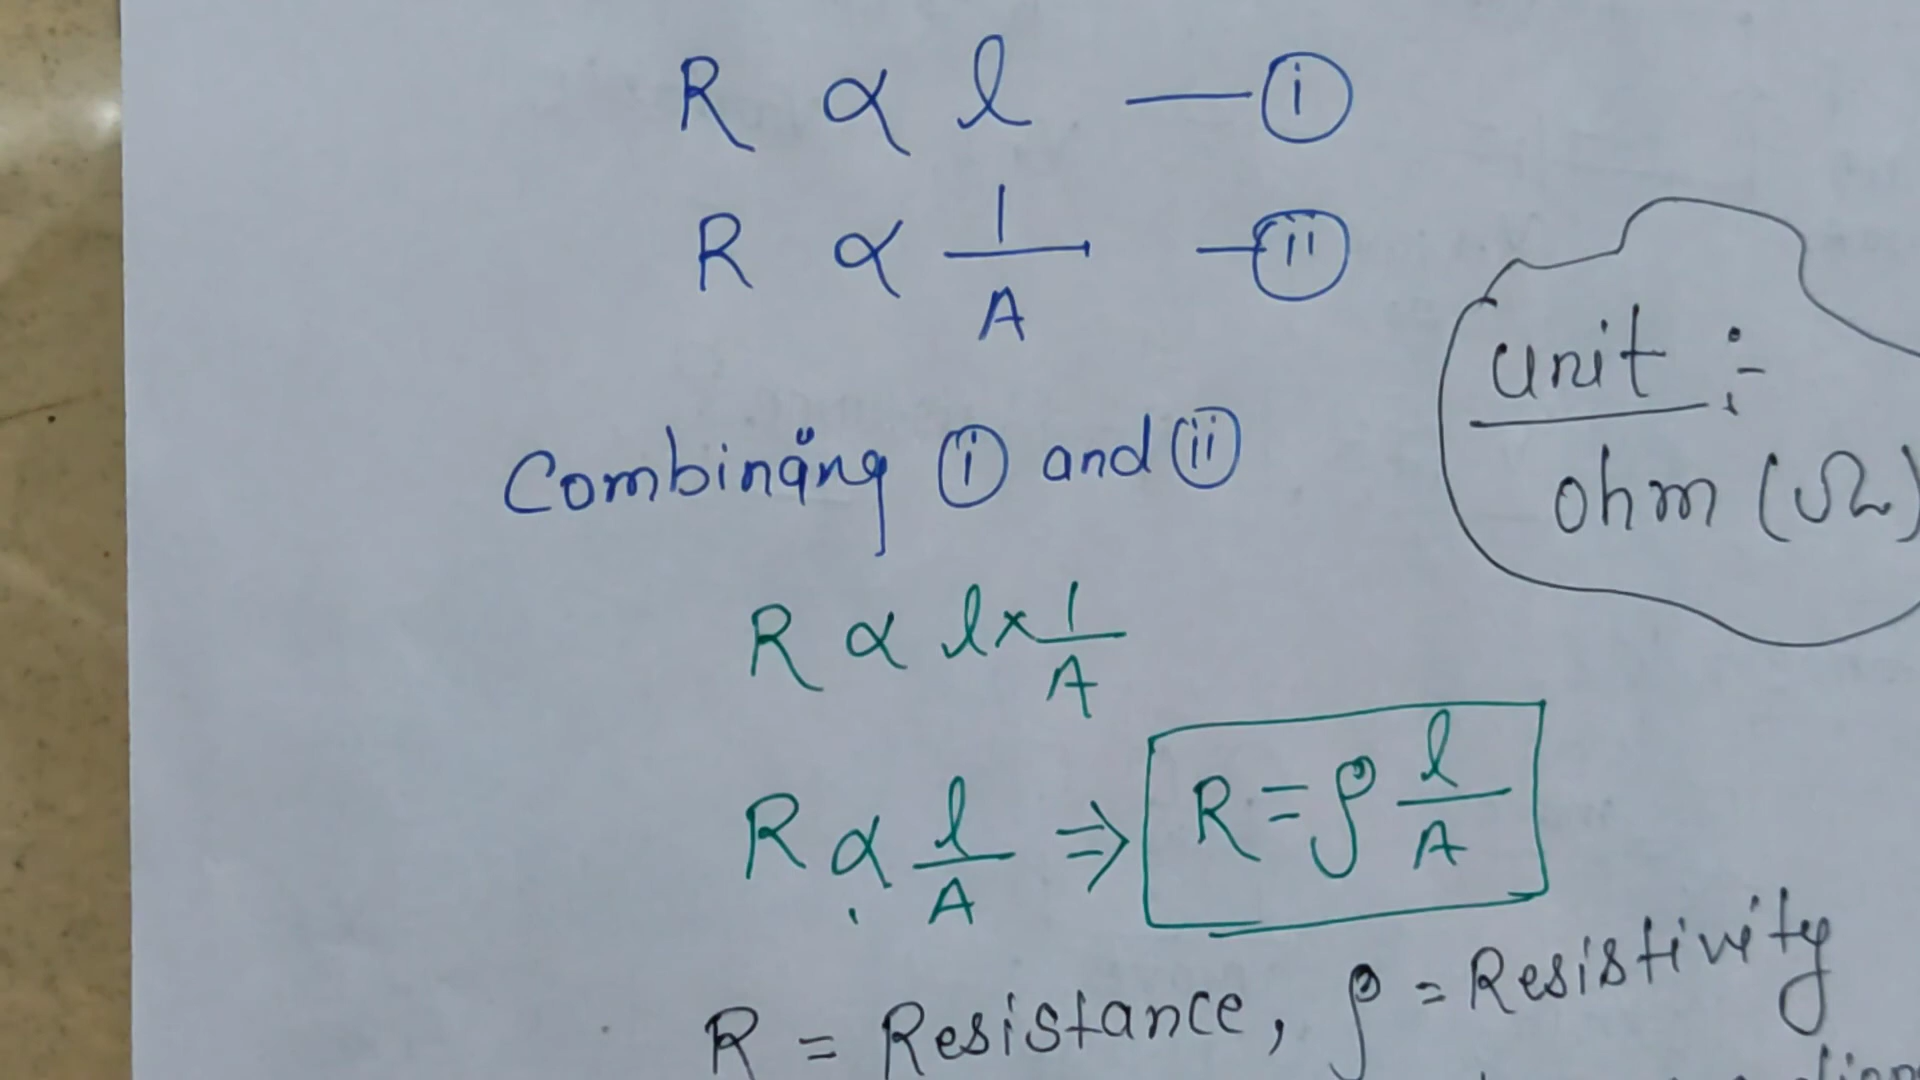 R ∝ l — (i)
R ∝ 1/A — (ii)
unit :-
ohm (Ω)
Combining (i) and (ii)
R ∝ l × 1/A
R ∝ l/A ⇒ R = ρ l/A
R = Resistance, ρ = Resistivity